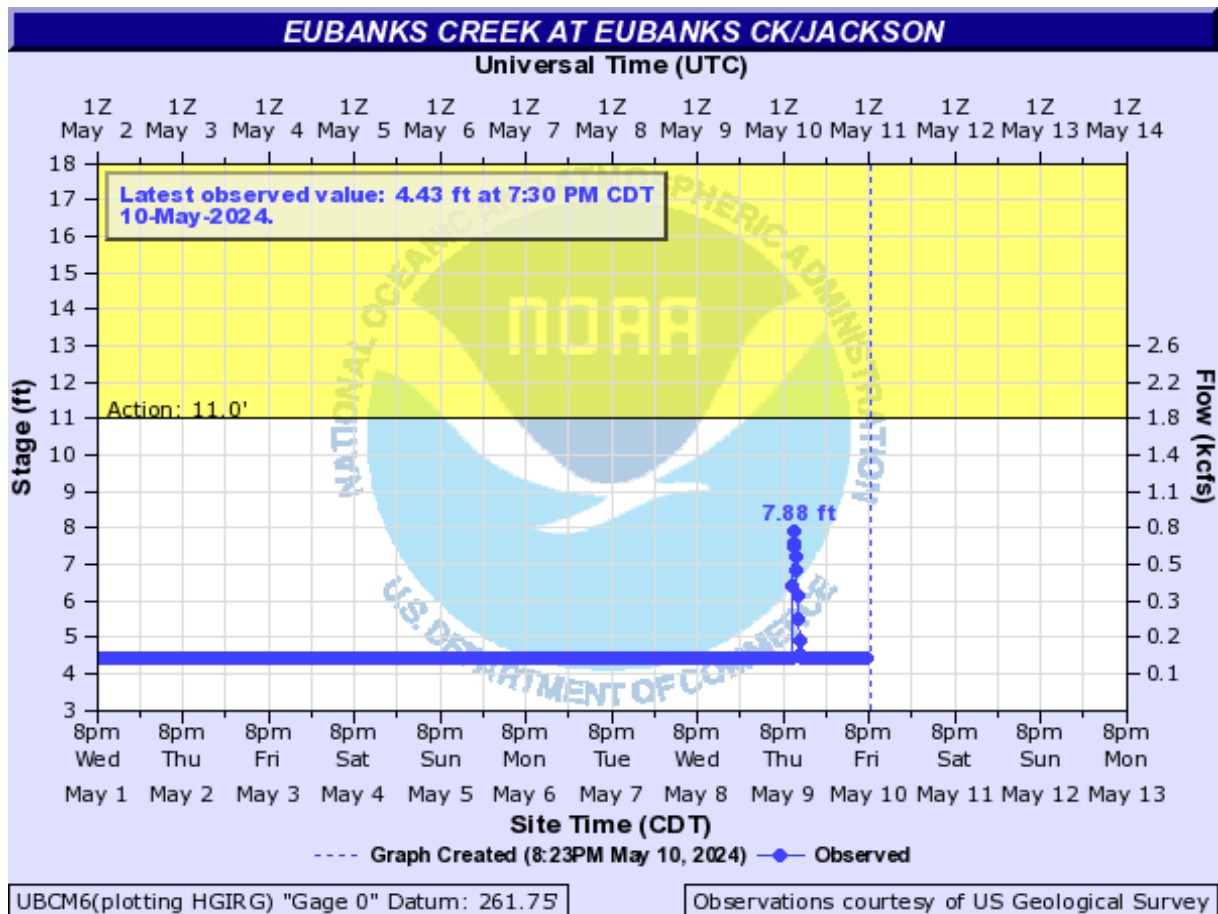 EUBANKS CREEK AT EUBANKS CK/JACKSON
Universal Time (UTC)
1Z 1Z 1Z 1Z 1Z 1Z 1Z 1Z 1Z 1Z 1Z 1Z 1Z
May 2 May 3 May 4 May 5 May 6 May 7 May 8 May 9 May 10 May 11 May 12 May 13 May 14
Latest observed value: 4.43 ft at 7:30 PM CDT
10-May-2024.
NATIONAL OCEANIC AND ATMOSPHERIC ADMINISTRATION
NOAA
U.S. DEPARTMENT OF COMMERCE
Stage (ft)
18
17
16
15
14
13
12
11
10
9
8
7
6
5
4
3
Action: 11.0'
7.88 ft
2.6
2.2
1.8
1.4
1.1
0.8
0.5
0.3
0.2
0.1
Flow (kcfs)
8pm 8pm 8pm 8pm 8pm 8pm 8pm 8pm 8pm 8pm 8pm 8pm 8pm
Wed Thu Fri Sat Sun Mon Tue Wed Thu Fri Sat Sun Mon
May 1 May 2 May 3 May 4 May 5 May 6 May 7 May 8 May 9 May 10 May 11 May 12 May 13
Site Time (CDT)
Graph Created (8:23PM May 10, 2024) Observed
UBCM6(plotting HGIRG) "Gage 0" Datum: 261.75'
Observations courtesy of US Geological Survey